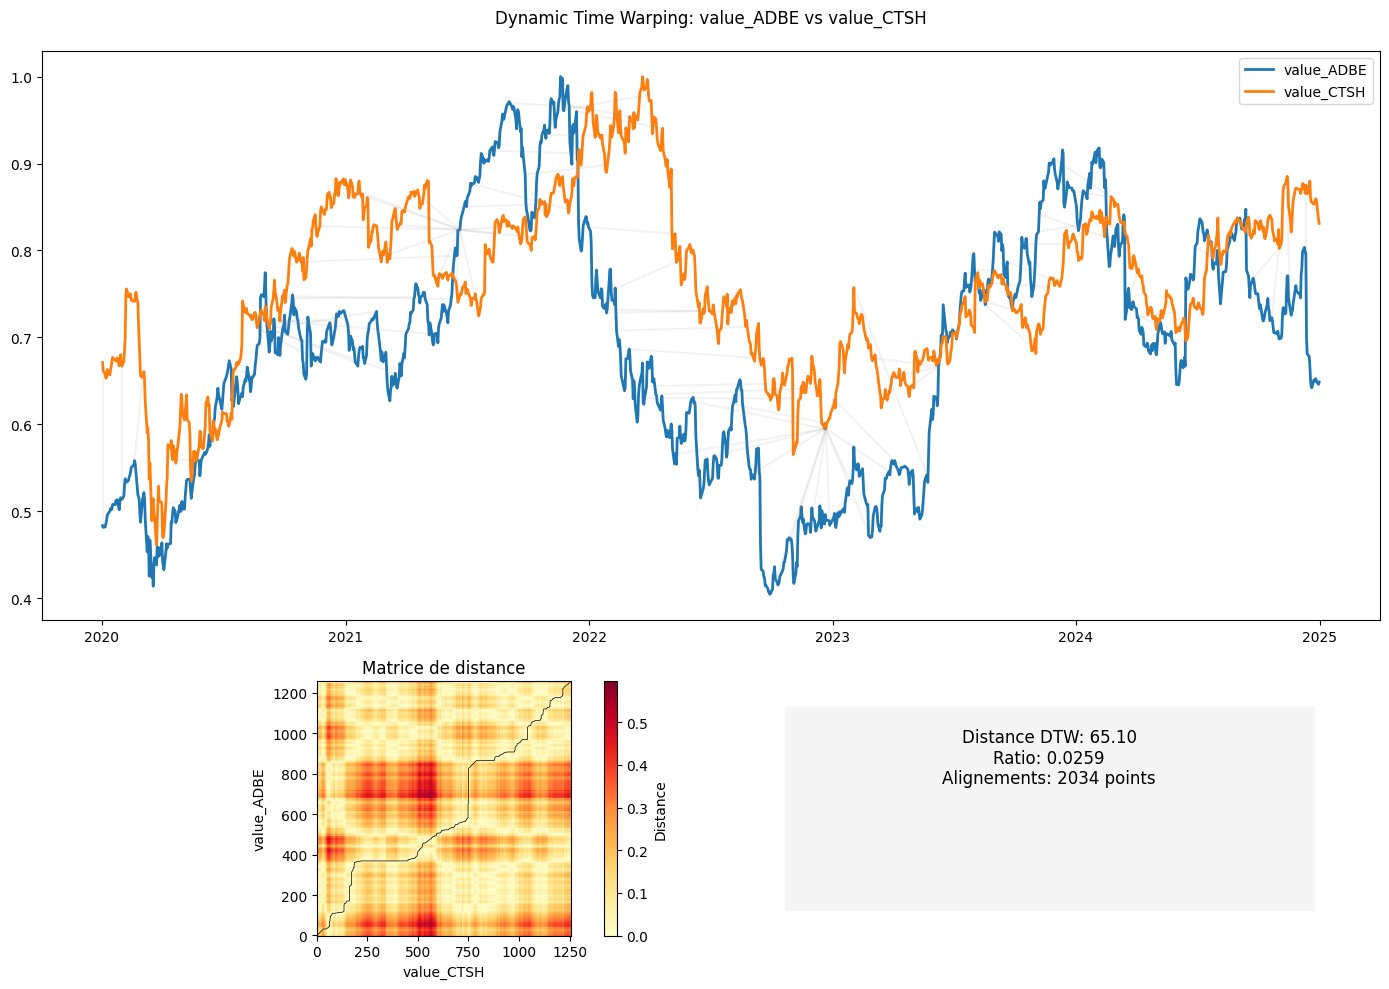 Dynamic Time Warping: value_ADBE vs value_CTSH
value_ADBE
value_CTSH
1.0
0.9
0.8
0.7
0.6
0.5
0.4
2020 2021 2022 2023 2024 2025
Matrice de distance
value_ADBE
1200
1000
800
600
400
200
0
0 250 500 750 1000 1250
value_CTSH
0.5
0.4
0.3
0.2
0.1
0.0
Distance
Distance DTW: 65.10
Ratio: 0.0259
Alignements: 2034 points